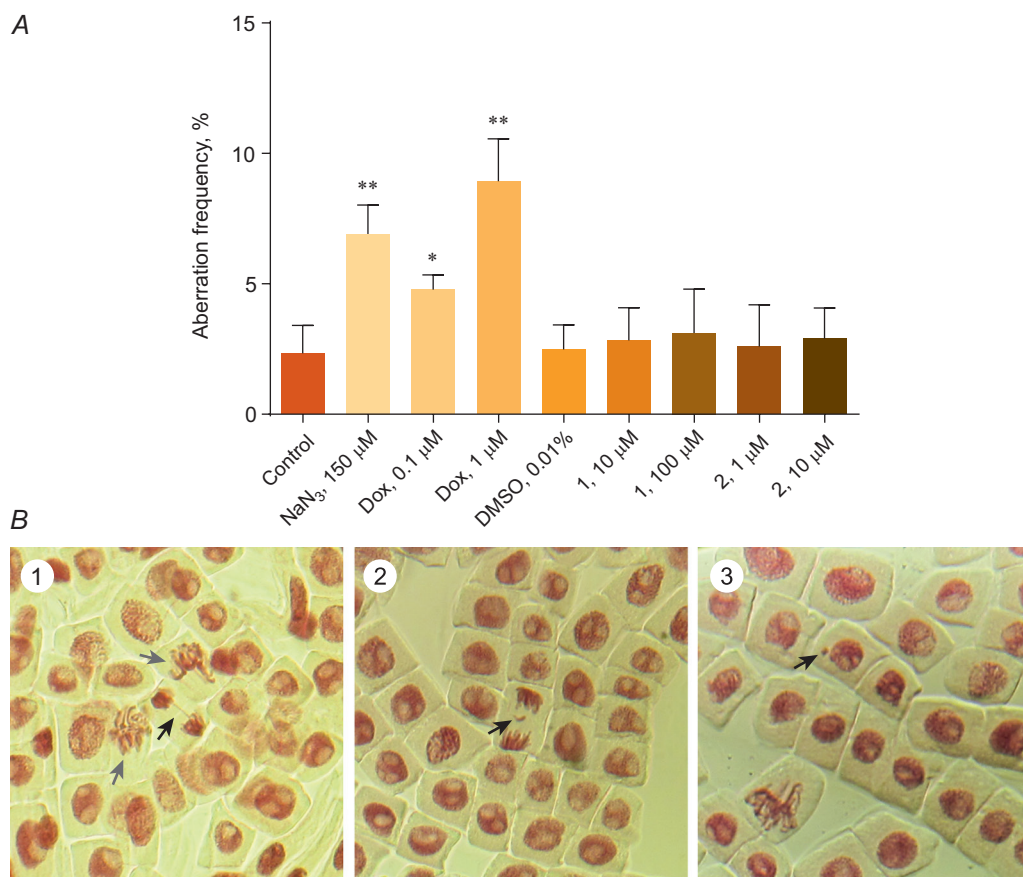 A
Aberration frequency, %
15
10
5
0
**
*
**
Control
NaN₃, 150 μM
Dox, 0.1 μM
Dox, 1 μM
DMSO, 0.01%
1, 10 μM
1, 100 μM
2, 1 μM
2, 10 μM
B
1
2
3